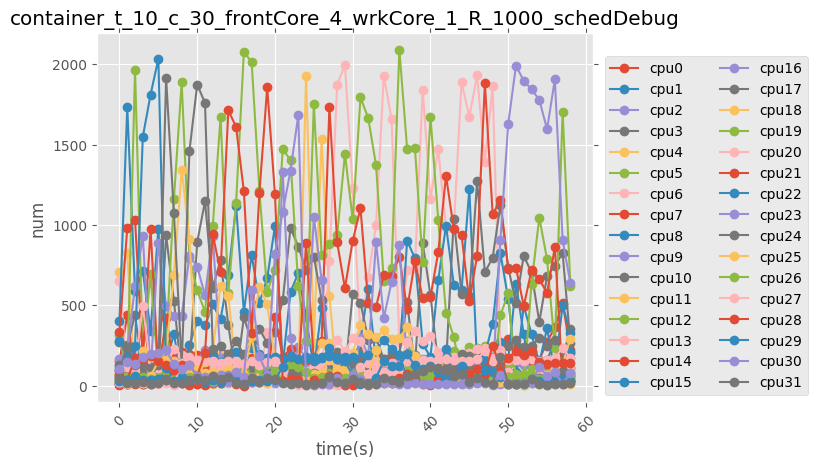 container_t_10_c_30_frontCore_4_wrkCore_1_R_1000_schedDebug
num
2000
1500
1000
500
0
0
10
20
30
40
50
60
time(s)
cpu0
cpu1
cpu2
cpu3
cpu4
cpu5
cpu6
cpu7
cpu8
cpu9
cpu10
cpu11
cpu12
cpu13
cpu14
cpu15
cpu16
cpu17
cpu18
cpu19
cpu20
cpu21
cpu22
cpu23
cpu24
cpu25
cpu26
cpu27
cpu28
cpu29
cpu30
cpu31